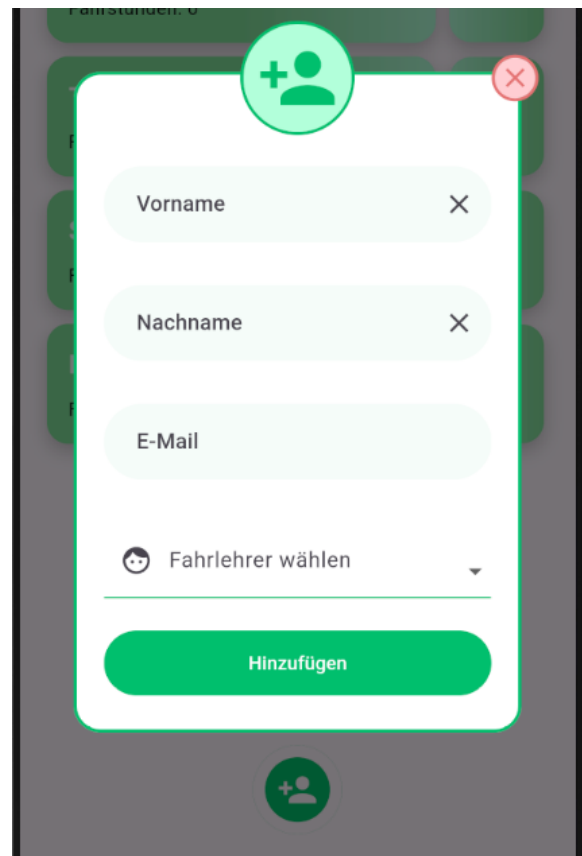 Fahrstunden: 0
Vorname
Nachname
E-Mail
Fahrlehrer wählen
Hinzufügen